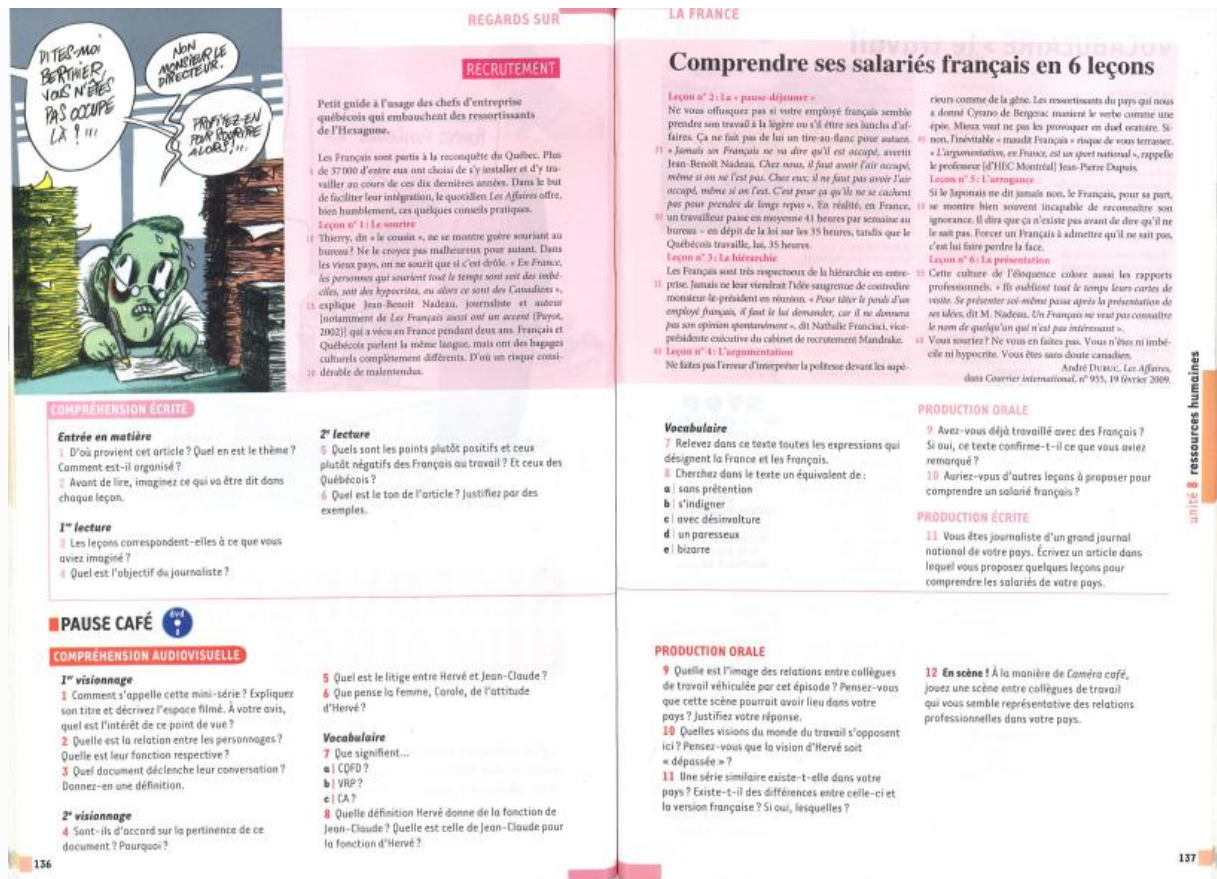 REGARDS SUR
DITES-MOI
BERTHIER,
VOUS N'ÊTES
PAS OCCUPÉ
LÀ ?!!!
NON
MONSIEUR LE
DIRECTEUR.
PROFITEZ-EN
POUR SOURIRE
ALORS !...
RECRUTEMENT
Petit guide à l'usage des chefs d'entreprise
québécois qui embauchent des ressortissants
de l'Hexagone.
Les Français sont partis à la reconquête du Québec. Plus
5 de 37 000 d'entre eux ont choisi de s'y installer et d'y tra-
vailler au cours de ces dix dernières années. Dans le but
de faciliter leur intégration, le quotidien Les Affaires offre,
bien humblement, ces quelques conseils pratiques.
Leçon n° 1 : Le sourire
10 Thierry, dit « le cousin », ne se montre guère souriant au
bureau ? Ne le croyez pas malheureux pour autant. Dans
les vieux pays, on ne sourit que si c'est drôle. « En France,
les personnes qui sourient tout le temps sont soit des imbé-
ciles, soit des hypocrites, ou alors ce sont des Canadiens »,
15 explique Jean-Benoît Nadeau, journaliste et auteur
[notamment de Les Français aussi ont un accent (Payot,
2002)] qui a vécu en France pendant deux ans. Français et
Québécois parlent la même langue, mais ont des bagages
culturels complètement différents. D'où un risque consi-
20 dérable de malentendus.
COMPRÉHENSION ÉCRITE
Entrée en matière
1 D'où provient cet article ? Quel en est le thème ?
Comment est-il organisé ?
2 Avant de lire, imaginez ce qui va être dit dans
chaque leçon.
1re lecture
3 Les leçons correspondent-elles à ce que vous
aviez imaginé ?
4 Quel est l'objectif du journaliste ?
2e lecture
5 Quels sont les points plutôt positifs et ceux
plutôt négatifs des Français au travail ? Et ceux des
Québécois ?
6 Quel est le ton de l'article ? Justifiez par des
exemples.
PAUSE CAFÉ
dvd
COMPRÉHENSION AUDIOVISUELLE
1er visionnage
1 Comment s'appelle cette mini-série ? Expliquez
son titre et décrivez l'espace filmé. À votre avis,
quel est l'intérêt de ce point de vue ?
2 Quelle est la relation entre les personnages ?
Quelle est leur fonction respective ?
3 Quel document déclenche leur conversation ?
Donnez-en une définition.
2e visionnage
4 Sont-ils d'accord sur la pertinence de ce
document ? Pourquoi ?
5 Quel est le litige entre Hervé et Jean-Claude ?
6 Que pense la femme, Carole, de l'attitude
d'Hervé ?
Vocabulaire
7 Que signifient...
a | CQFD ?
b | VRP ?
c | CA ?
8 Quelle définition Hervé donne de la fonction de
Jean-Claude ? Quelle est celle de Jean-Claude pour
la fonction d'Hervé ?
136
LA FRANCE
Comprendre ses salariés français en 6 leçons
Leçon n° 2 : La « pause-déjeuner »
Ne vous offusquez pas si votre employé français semble
prendre son travail à la légère ou s'il étire ses lunchs d'af-
faires. Ça ne fait pas de lui un tire-au-flanc pour autant.
25 « Jamais un Français ne va dire qu'il est occupé, avertit
Jean-Benoît Nadeau. Chez nous, il faut avoir l'air occupé,
même si on ne l'est pas. Chez eux, il ne faut pas avoir l'air
occupé, même si on l'est. C'est pour ça qu'ils ne se cachent
pas pour prendre de longs repas ». En réalité, en France,
30 un travailleur passe en moyenne 41 heures par semaine au
bureau – en dépit de la loi sur les 35 heures, tandis que le
Québécois travaille, lui, 35 heures.
Leçon n° 3 : La hiérarchie
Les Français sont très respectueux de la hiérarchie en entre-
35 prise. Jamais ne leur viendrait l'idée saugrenue de contredire
monsieur-le-président en réunion. « Pour tâter le pouls d'un
employé français, il faut le lui demander, car il ne donnera
pas son opinion spontanément », dit Nathalie Francisci, vice-
présidente exécutive du cabinet de recrutement Mandrake.
40 Leçon n° 4 : L'argumentation
Ne faites pas l'erreur d'interpréter la politesse devant les supé-
rieurs comme de la gêne. Les ressortissants du pays qui nous
a donné Cyrano de Bergerac manient le verbe comme une
épée. Mieux vaut ne pas les provoquer en duel oratoire. Si-
45 non, l'inévitable « maudit Français » risque de vous terrasser.
« L'argumentation, en France, est un sport national », rappelle
le professeur [d'HEC Montréal] Jean-Pierre Dupuis.
Leçon n° 5 : L'arrogance
Si le Japonais ne dit jamais non, le Français, pour sa part,
50 se montre bien souvent incapable de reconnaître son
ignorance. Il dira que ça n'existe pas avant de dire qu'il ne
le sait pas. Forcer un Français à admettre qu'il ne sait pas,
c'est lui faire perdre la face.
Leçon n° 6 : La présentation
55 Cette culture de l'éloquence colore aussi les rapports
professionnels. « Ils oublient tout le temps leurs cartes de
visite. Se présenter soi-même passe après la présentation de
ses idées, dit M. Nadeau. Un Français ne veut pas connaître
le nom de quelqu'un qui n'est pas intéressant ».
60 Vous souriez ? Ne vous en faites pas. Vous n'êtes ni imbé-
cile ni hypocrite. Vous êtes sans doute canadien.
André DUBUC, Les Affaires,
dans Courrier international, n° 955, 19 février 2009.
Vocabulaire
7 Relevez dans ce texte toutes les expressions qui
désignent la France et les Français.
8 Cherchez dans le texte un équivalent de :
a | sans prétention
b | s'indigner
c | avec désinvolture
d | un paresseux
e | bizarre
PRODUCTION ORALE
9 Avez-vous déjà travaillé avec des Français ?
Si oui, ce texte confirme-t-il ce que vous aviez
remarqué ?
10 Auriez-vous d'autres leçons à proposer pour
comprendre un salarié français ?
PRODUCTION ÉCRITE
11 Vous êtes journaliste d'un grand journal
national de votre pays. Écrivez un article dans
lequel vous proposez quelques leçons pour
comprendre les salariés de votre pays.
PRODUCTION ORALE
9 Quelle est l'image des relations entre collègues
de travail véhiculée par cet épisode ? Pensez-vous
que cette scène pourrait avoir lieu dans votre
pays ? Justifiez votre réponse.
10 Quelles visions du monde du travail s'opposent
ici ? Pensez-vous que la vision d'Hervé soit
« dépassée » ?
11 Une série similaire existe-t-elle dans votre
pays ? Existe-t-il des différences entre celle-ci et
la version française ? Si oui, lesquelles ?
12 En scène ! À la manière de Caméra café,
jouez une scène entre collègues de travail
qui vous semble représentative des relations
professionnelles dans votre pays.
unité 8 ressources humaines
137